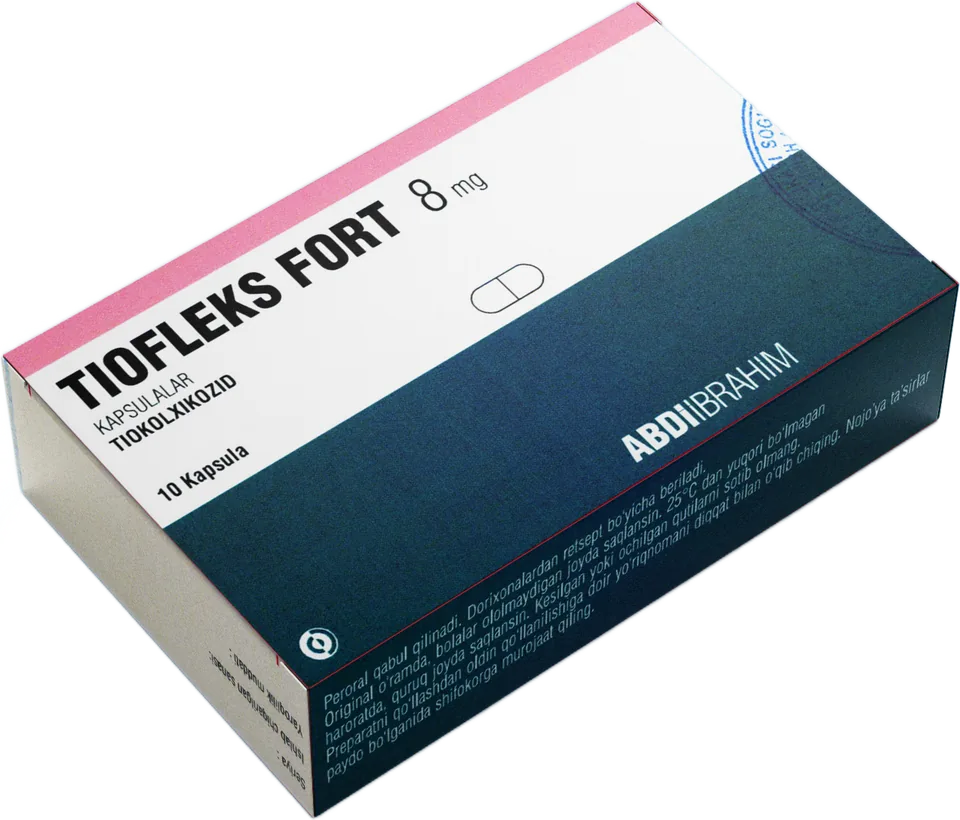 TIOFLEKS FORT 8 mg
KAPSULALAR
TIOKOLXIKOZID
10 Kapsula
ABDİIBRAHIM
Peroral qabul qilinadi. Dorixonalardan retsept bo'yicha beriladi.
Original o'ramda, bolalar ololmaydigan joyda saqlansin. 25°C dan yuqori bo'lmagan
haroratda, quruq joyda saqlansin. Kesilgan yoki ochilgan qutilarni sotib olmang.
Preparatni qo'llashdan oldin qo'llanilishiga doir yo'riqnomani diqqat bilan o'qib chiqing. Nojo'ya ta'sirlar
paydo bo'lganida shifokorga murojaat qiling.
Seriya :
Ishlab chiqarilgan sanasi:
Yaroqlilik muddati :